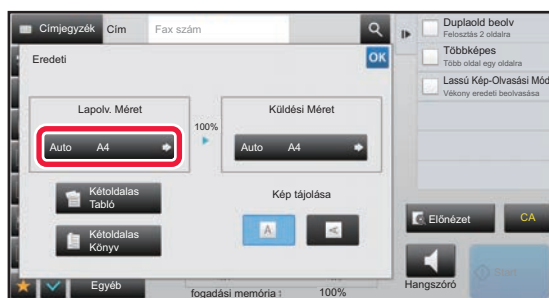 Címjegyzék
Cím
Fax szám
Eredeti
OK
Lapolv. Méret
Auto A4
100%
Küldési Méret
Auto A4
Kétoldalas
Tabló
Kétoldalas
Könyv
Kép tájolása
A
A
Egyéb
fogadási memória :
100%
Duplaold beolv
Felosztás 2 oldalra
Többképes
Több oldal egy oldalra
Lassú Kép-Olvasási Mód
Vékony eredeti beolvasása
Előnézet
CA
Hangszóró
Start